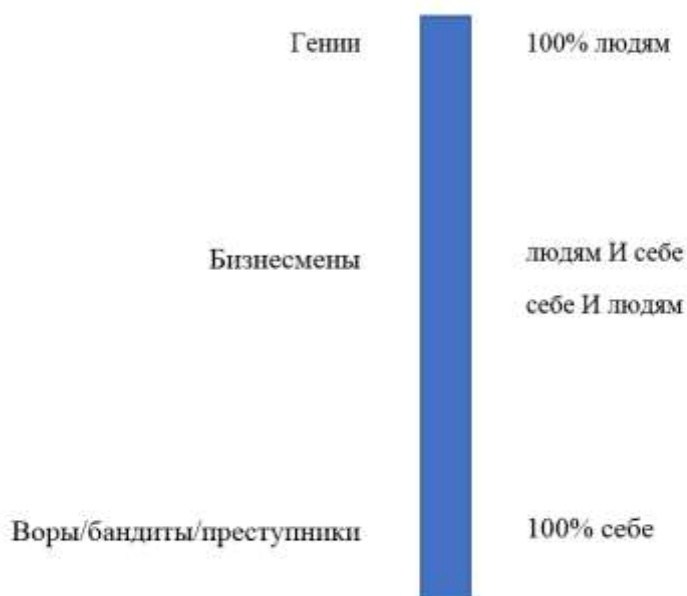 Гении
100% людям
Бизнесмены
людям И себе
себе И людям
Воры/бандиты/преступники
100% себе